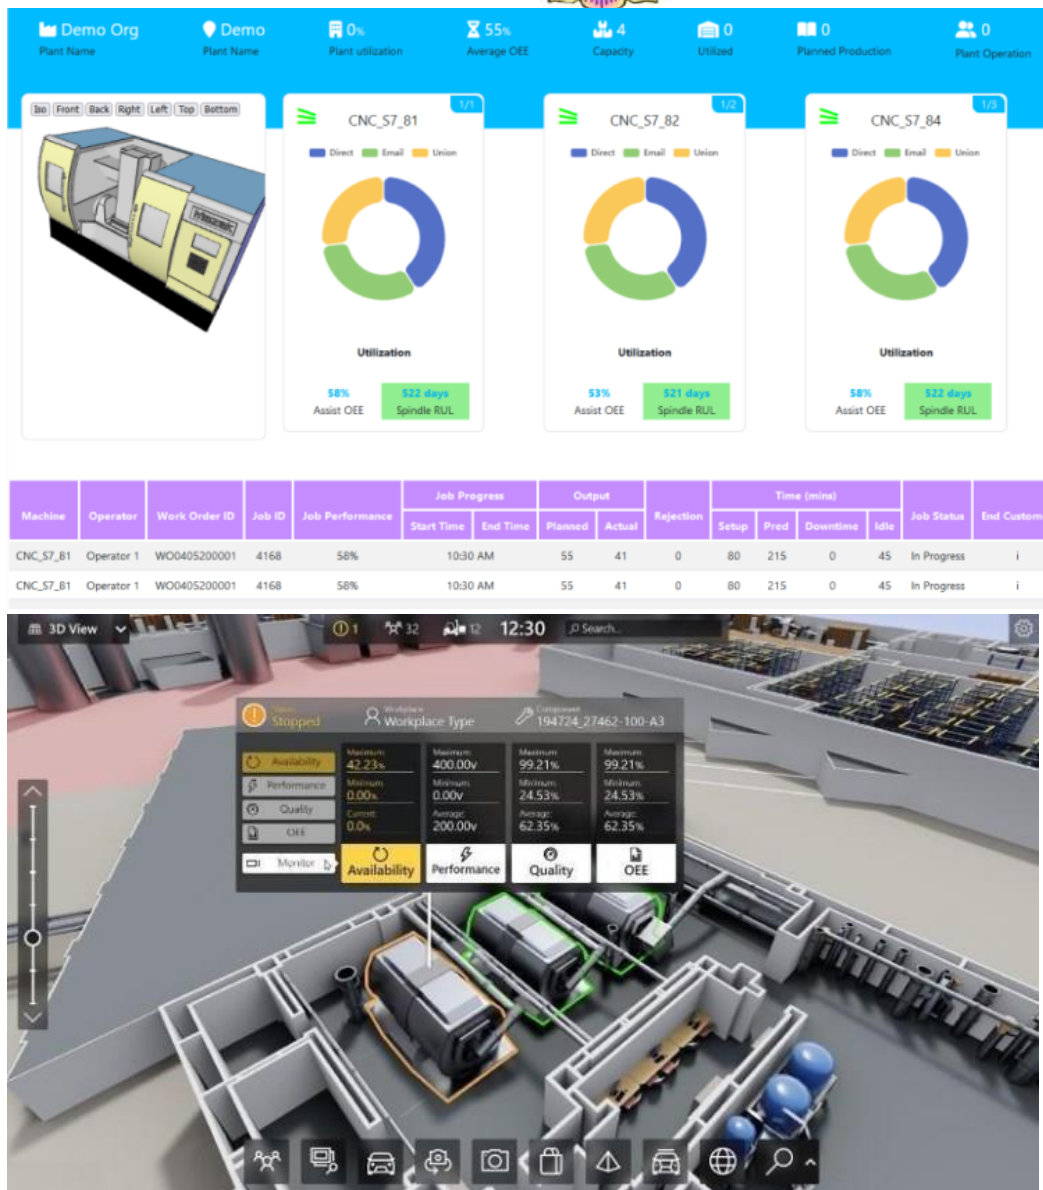 Demo Org Demo 0% 55% 4 0 0 0
Plant Name Plant Name Plant utilization Average OEE Capacity Utilized Planned Production Plant Operation
Iso Front Back Right Left Top Bottom
1/1
CNC_S7_81
Direct Email Union
Utilization
58% 522 days
Assist OEE Spindle RUL
1/2
CNC_S7_82
Direct Email Union
Utilization
53% 521 days
Assist OEE Spindle RUL
1/3
CNC_S7_84
Direct Email Union
Utilization
58% 522 days
Assist OEE Spindle RUL
Machine Operator Work Order ID Job ID Job Performance Job Progress Output Rejection Time (mins) Job Status End Custom
Start Time End Time Planned Actual Setup Pred Downtime Idle
CNC_S7_81 Operator 1 WO0405200001 4168 58% 10:30 AM 55 41 0 80 215 0 45 In Progress i
CNC_S7_81 Operator 1 WO0405200001 4168 58% 10:30 AM 55 41 0 80 215 0 45 In Progress i
3D View 1 32 12 12:30 Search...
Stopped
Workplace
Workplace Type
Component
194724_27462-100-A3
Availability
Performance
Quality
OEE
Monitor
Maximum: Maximum: Maximum: Maximum:
42.23% 400.00v 99.21% 99.21%
Minimum: Minimum: Minimum: Minimum:
0.00% 0.00v 24.53% 24.53%
Current: Average: Average: Average:
0.0% 200.00v 62.35% 62.35%
Availability Performance Quality OEE